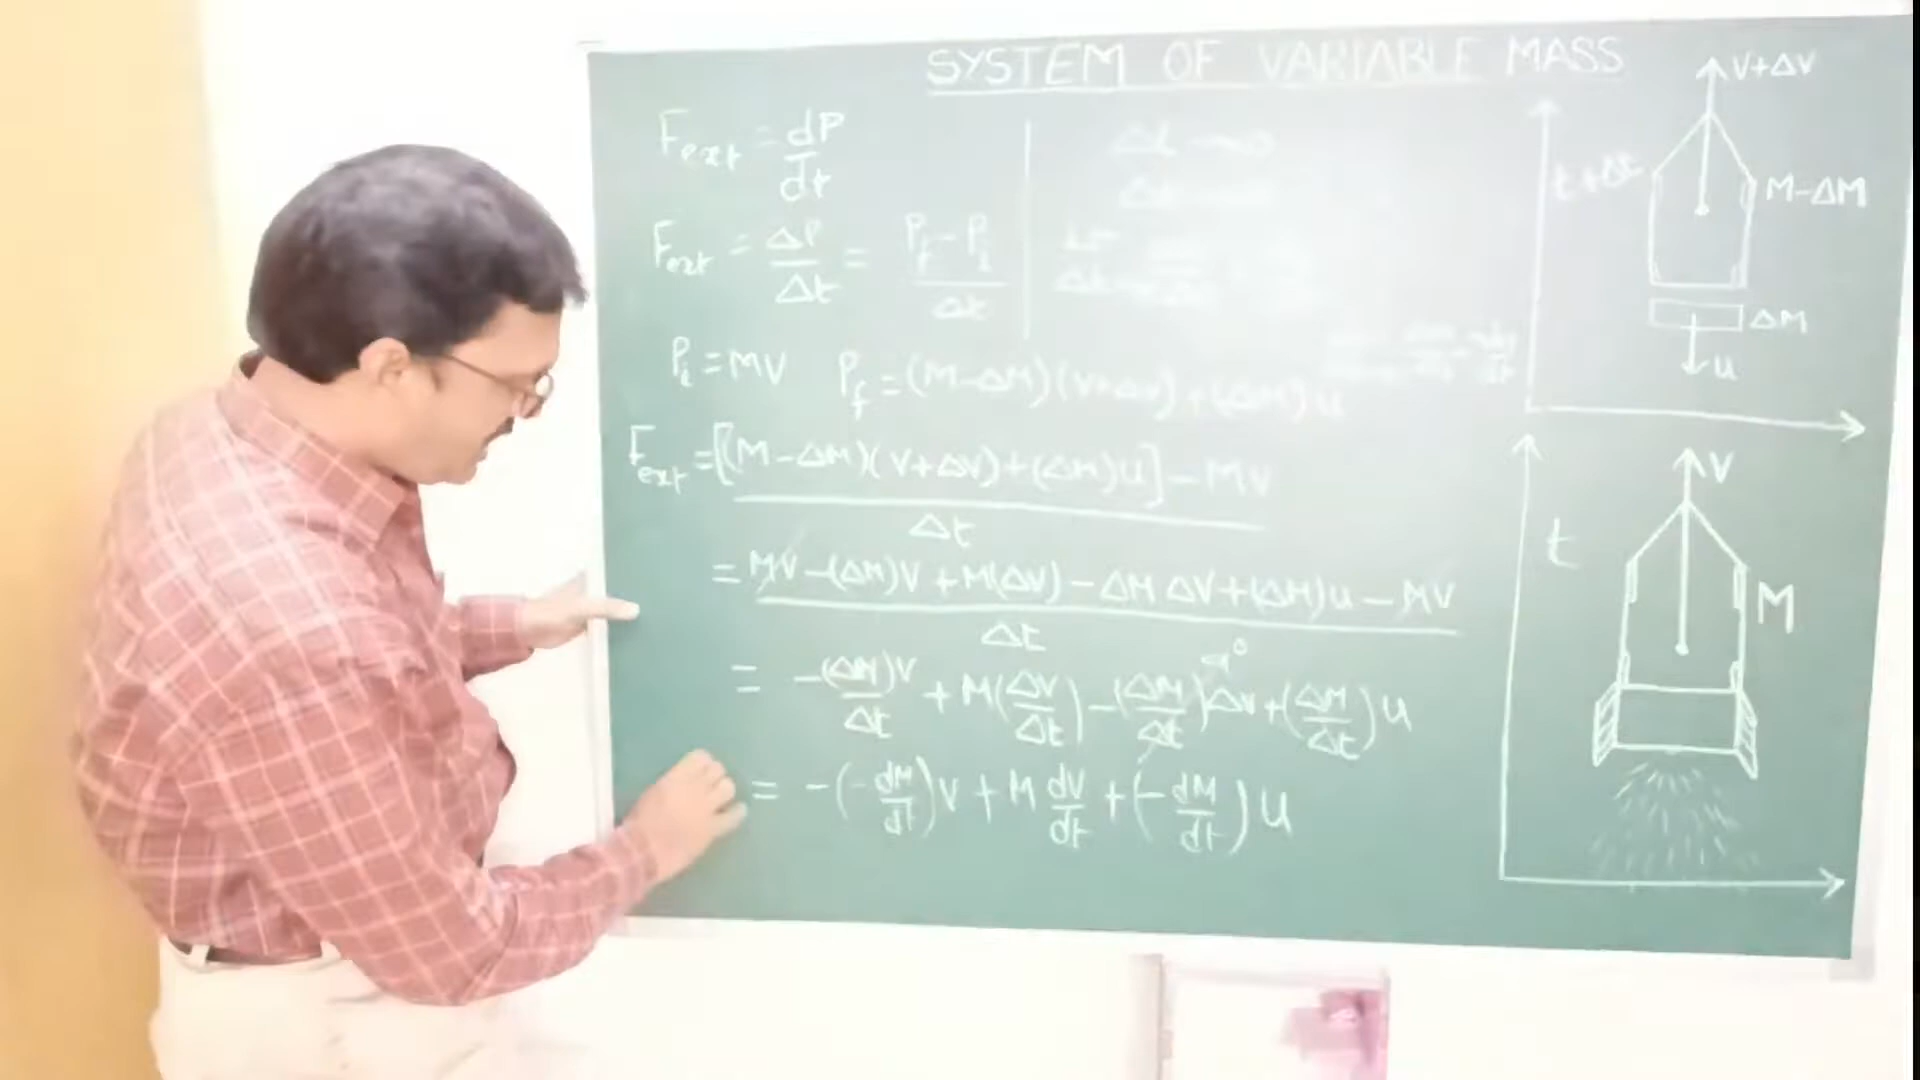 SYSTEM OF VARIABLE MASS
F_ext = dP/dt
F_ext = ΔP/Δt = (P_f - P_i)/Δt
P_i = MV P_f = (M-ΔM)(V+ΔV)+(ΔM)u
F_ext = [(M-ΔM)(V+ΔV)+(ΔM)U]-MV / Δt
= MV-(ΔM)V+M(ΔV)-ΔM ΔV+(ΔM)u-MV / Δt
= -(ΔM)V/Δt + M(ΔV/Δt) -(ΔM/Δt)ΔV+(ΔM/Δt)U
0
= -(-dM/dt)V + M dV/dt + (-dM/dt)U
V+ΔV
t+Δt
M-ΔM
ΔM
u
V
t
M